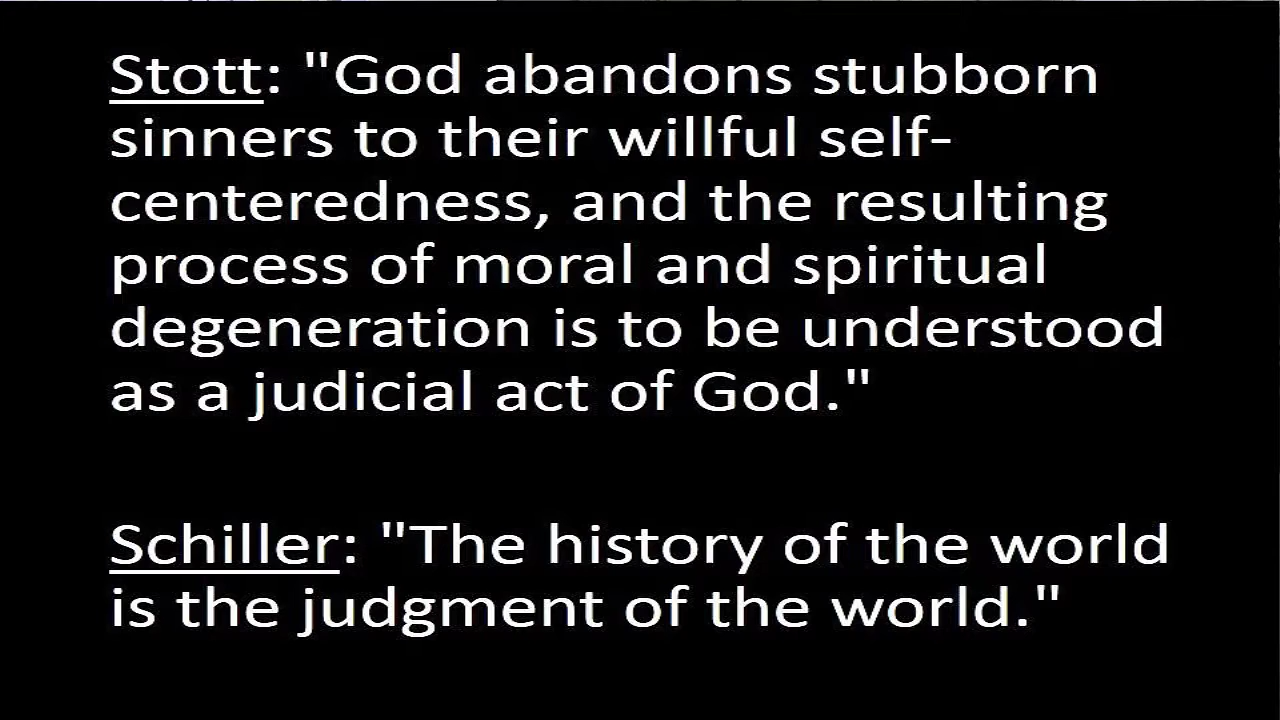 Stott: "God abandons stubborn
sinners to their willful self-
centeredness, and the resulting
process of moral and spiritual
degeneration is to be understood
as a judicial act of God."
Schiller: "The history of the world
is the judgment of the world."